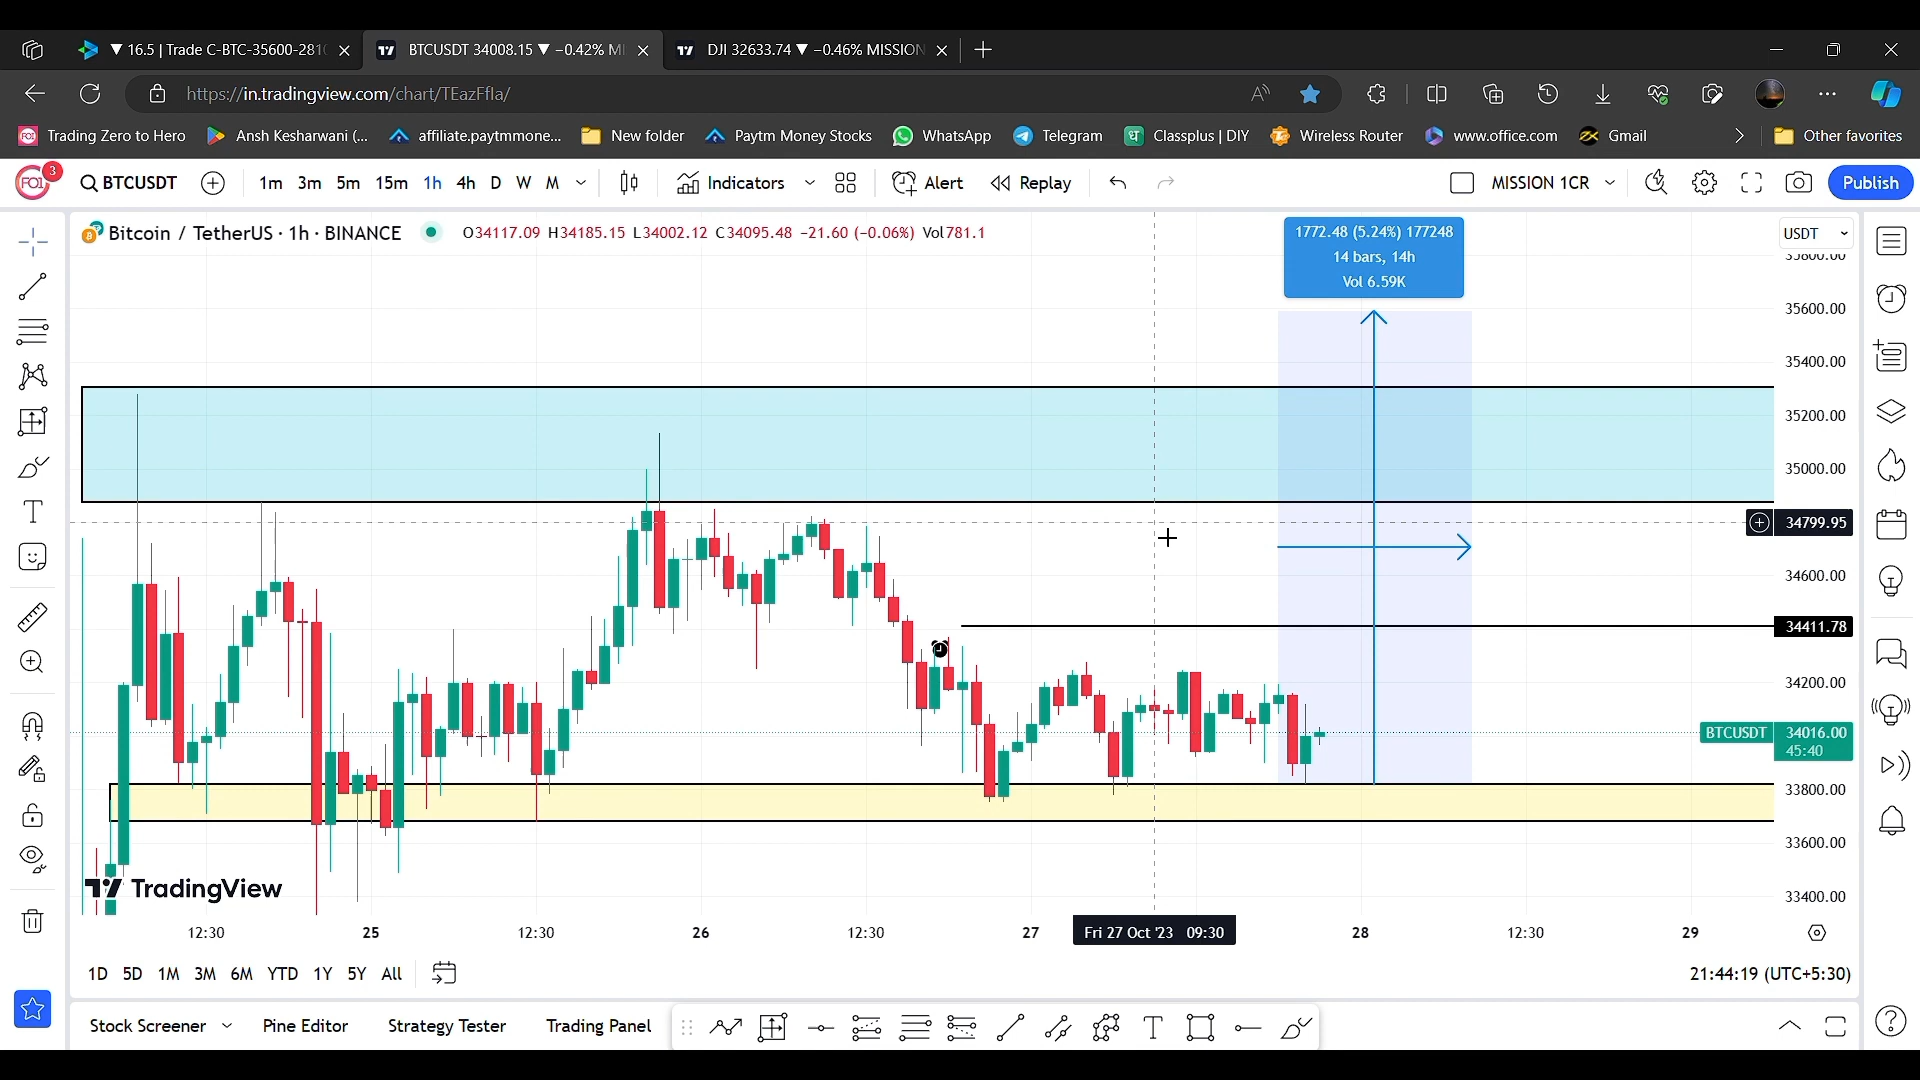 ▼ 16.5 | Trade C-BTC-35600-2810
BTCUSDT 34008.15 ▼ −0.42% MI
DJI 32633.74 ▼ −0.46% MISSION
https://in.tradingview.com/chart/TEazFfla/
Trading Zero to Hero
Ansh Kesharwani (...
affiliate.paytmmone...
New folder
Paytm Money Stocks
WhatsApp
Telegram
Classplus | DIY
Wireless Router
www.office.com
Gmail
Other favorites
FOI
3
BTCUSDT
1m 3m 5m 15m 1h 4h D W M
Indicators
Alert
Replay
MISSION 1CR
Publish
Bitcoin / TetherUS · 1h · BINANCE
O34117.09 H34185.15 L34002.12 C34095.48 −21.60 (−0.06%) Vol781.1
USDT
1772.48 (5.24%) 177248
14 bars, 14h
Vol 6.59K
35800.00
35600.00
35400.00
35200.00
35000.00
34799.95
34600.00
34411.78
34200.00
BTCUSDT
34016.00
45:40
33800.00
33600.00
33400.00
TradingView
12:30
25
12:30
26
12:30
27
Fri 27 Oct '23 09:30
28
12:30
29
1D 5D 1M 3M 6M YTD 1Y 5Y All
21:44:19 (UTC+5:30)
Stock Screener
Pine Editor
Strategy Tester
Trading Panel